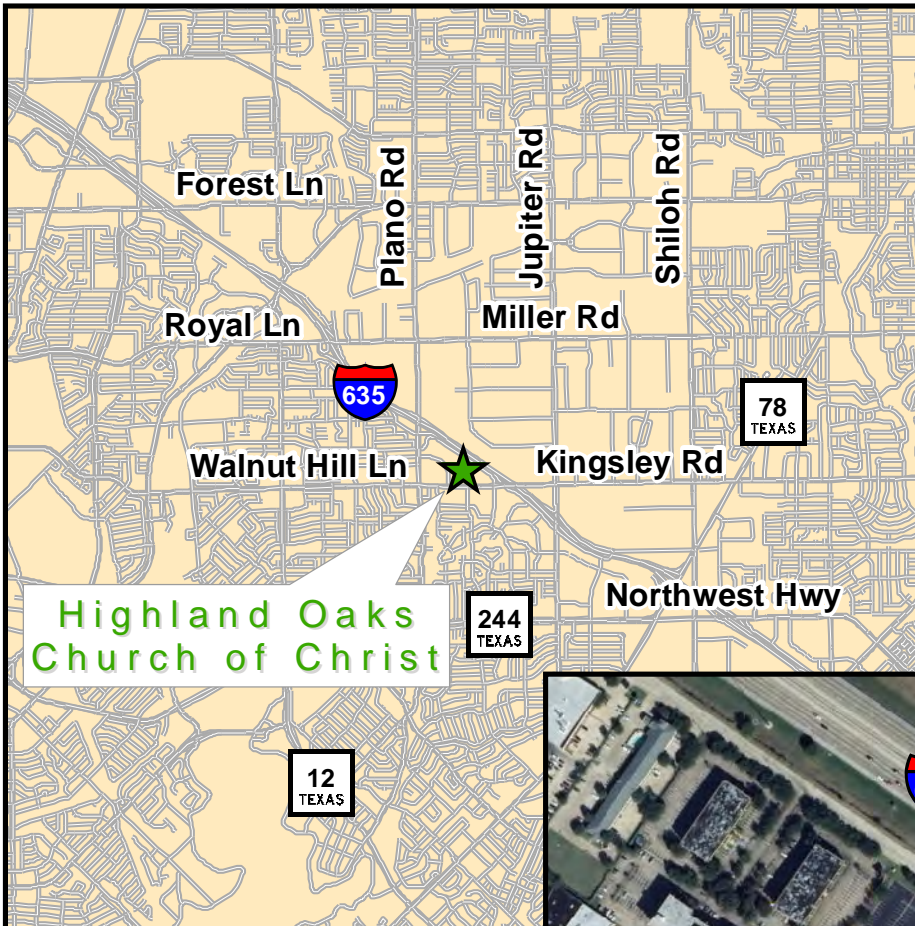 Forest Ln
Plano Rd
Jupiter Rd
Shiloh Rd
Royal Ln
Miller Rd
635
78
TEXAS
Walnut Hill Ln
Kingsley Rd
Highland Oaks
Church of Christ
244
TEXAS
Northwest Hwy
12
TEXAS